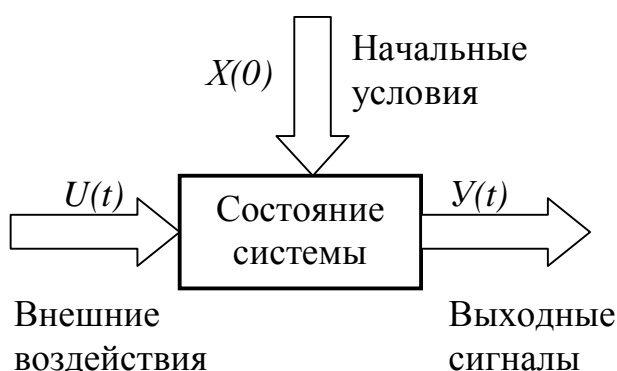 Начальные
условия
X(0)
U(t)
Состояние
системы
У(t)
Внешние
воздействия
Выходные
сигналы